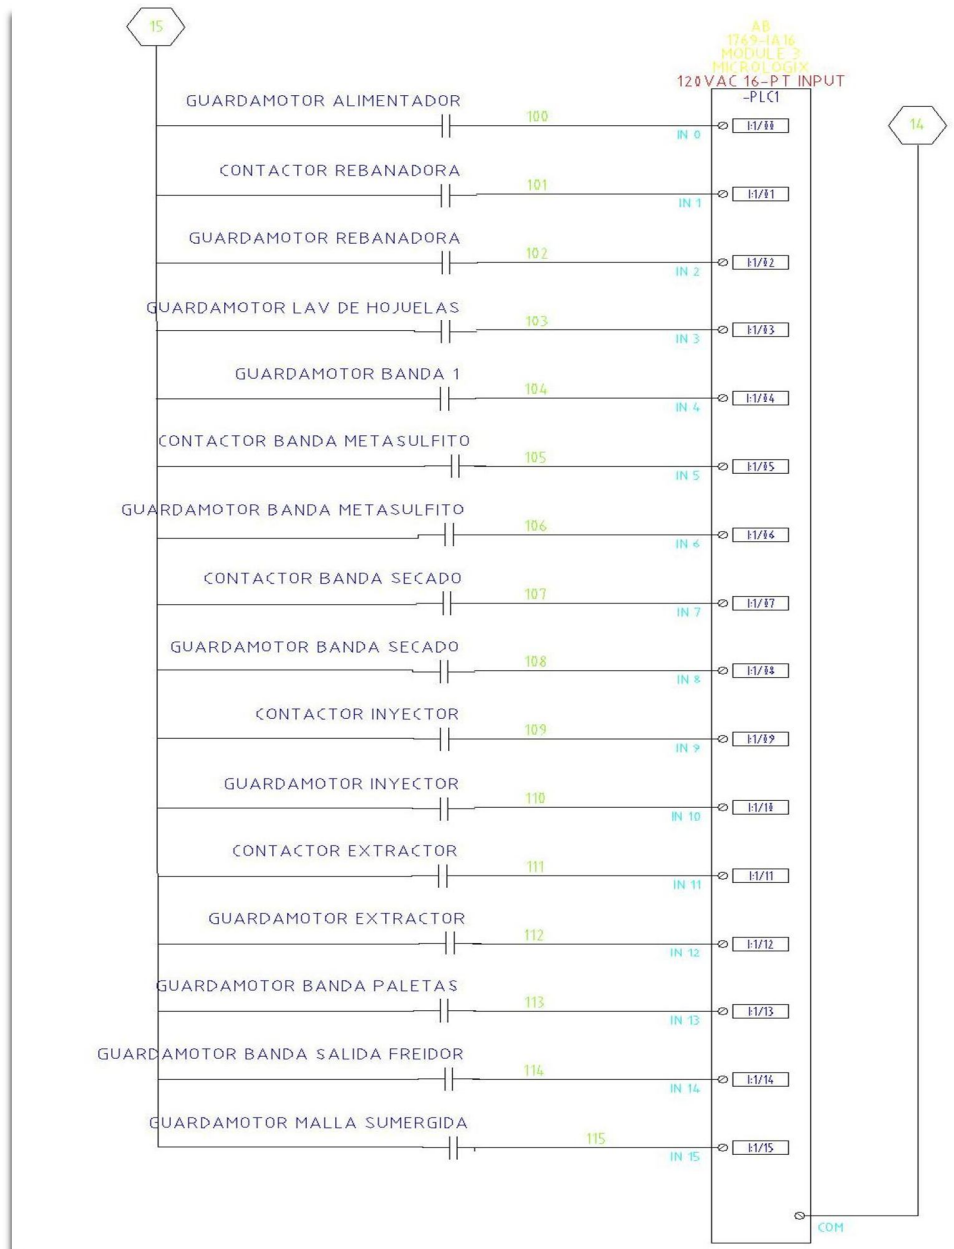 15
AB
1769-IA16
MODULE 3
MICROLOGIX
120VAC 16-PT INPUT
-PLC1
14
GUARDAMOTOR ALIMENTADOR
100
IN 0
I:1/00
CONTACTOR REBANADORA
101
IN 1
I:1/01
GUARDAMOTOR REBANADORA
102
IN 2
I:1/02
GUARDAMOTOR LAV DE HOJUELAS
103
IN 3
I:1/03
GUARDAMOTOR BANDA 1
104
IN 4
I:1/04
CONTACTOR BANDA METASULFITO
105
IN 5
I:1/05
GUARDAMOTOR BANDA METASULFITO
106
IN 6
I:1/06
CONTACTOR BANDA SECADO
107
IN 7
I:1/07
GUARDAMOTOR BANDA SECADO
108
IN 8
I:1/08
CONTACTOR INYECTOR
109
IN 9
I:1/09
GUARDAMOTOR INYECTOR
110
IN 10
I:1/10
CONTACTOR EXTRACTOR
111
IN 11
I:1/11
GUARDAMOTOR EXTRACTOR
112
IN 12
I:1/12
GUARDAMOTOR BANDA PALETAS
113
IN 13
I:1/13
GUARDAMOTOR BANDA SALIDA FREIDOR
114
IN 14
I:1/14
GUARDAMOTOR MALLA SUMERGIDA
115
IN 15
I:1/15
COM